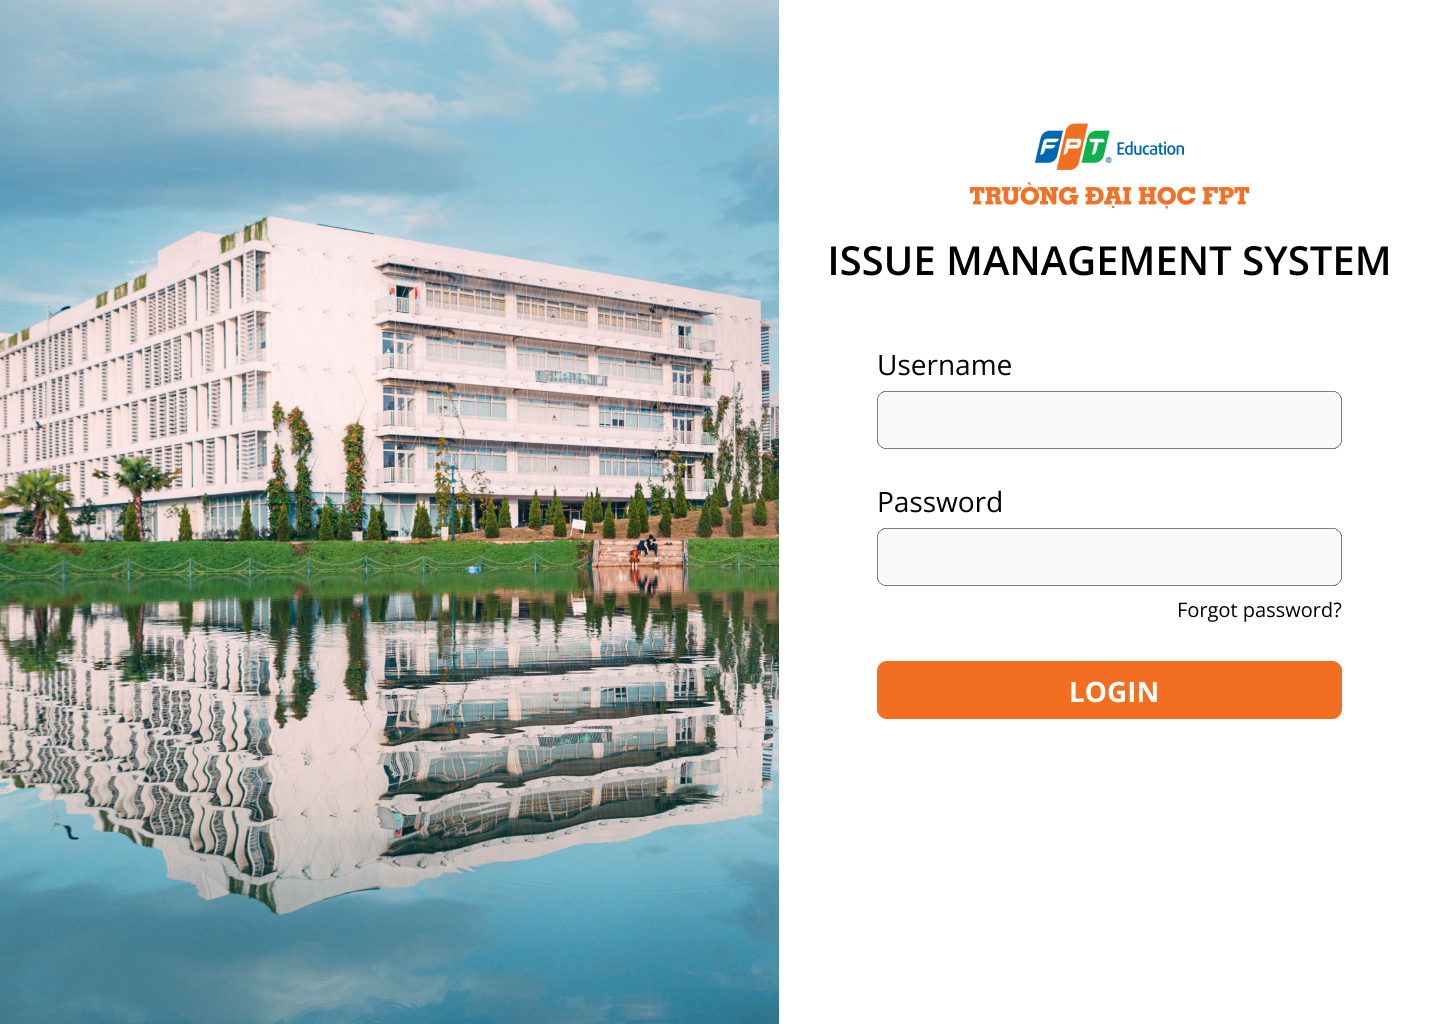 FPT® Education
TRƯỜNG ĐẠI HỌC FPT
ISSUE MANAGEMENT SYSTEM
Username
Password
Forgot password?
LOGIN